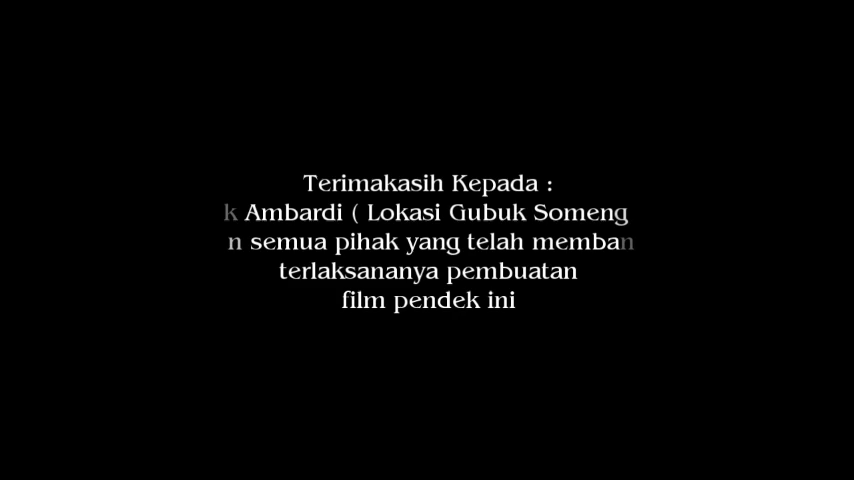 Terimakasih Kepada :
k Ambardi ( Lokasi Gubuk Someng
n semua pihak yang telah memban
terlaksananya pembuatan
film pendek ini